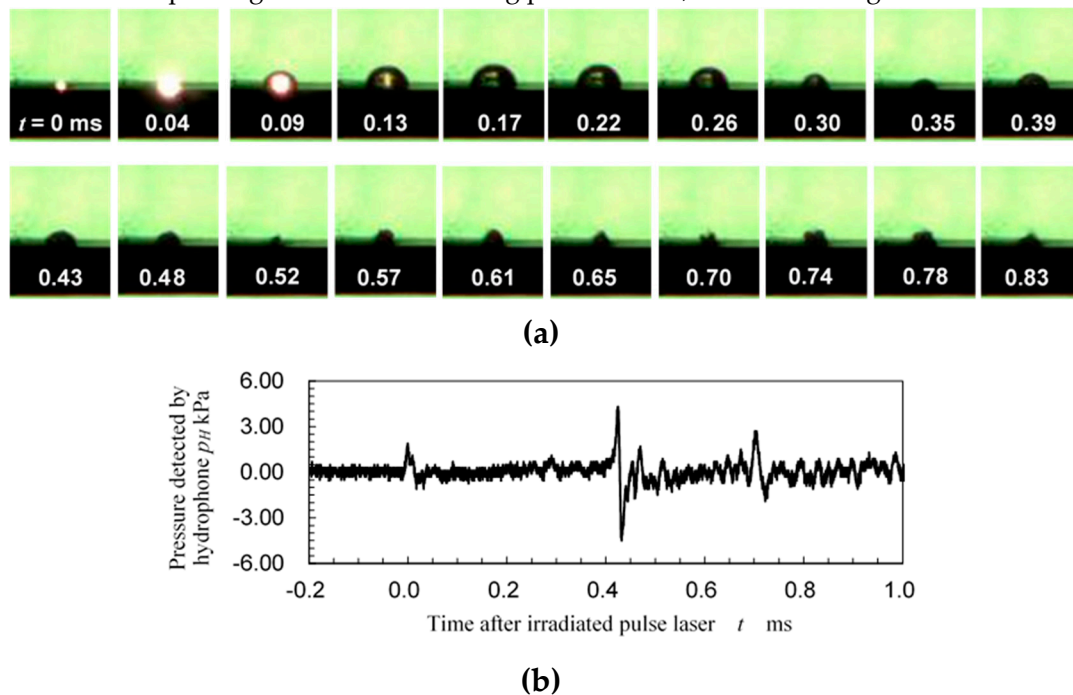 t = 0 ms 0.04 0.09 0.13 0.17 0.22 0.26 0.30 0.35 0.39
0.43 0.48 0.52 0.57 0.61 0.65 0.70 0.74 0.78 0.83
(a)
Pressure detected by
hydrophone pH kPa
6.00
3.00
0.00
-3.00
-6.00
-0.2 0.0 0.2 0.4 0.6 0.8 1.0
Time after irradiated pulse laser t ms
(b)